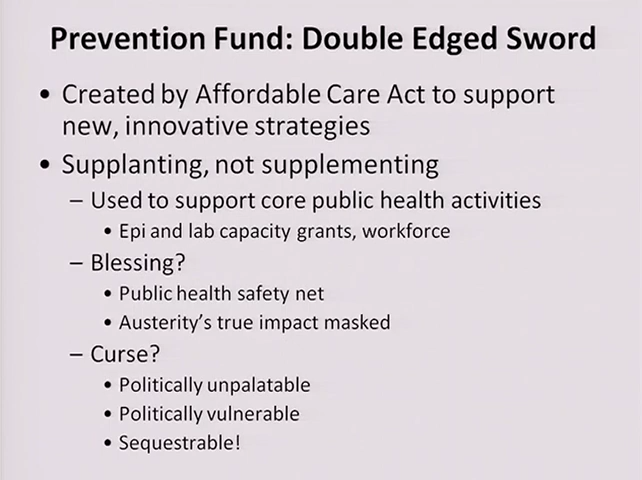 Prevention Fund: Double Edged Sword
• Created by Affordable Care Act to support
new, innovative strategies
• Supplanting, not supplementing
– Used to support core public health activities
• Epi and lab capacity grants, workforce
– Blessing?
• Public health safety net
• Austerity's true impact masked
– Curse?
• Politically unpalatable
• Politically vulnerable
• Sequestrable!